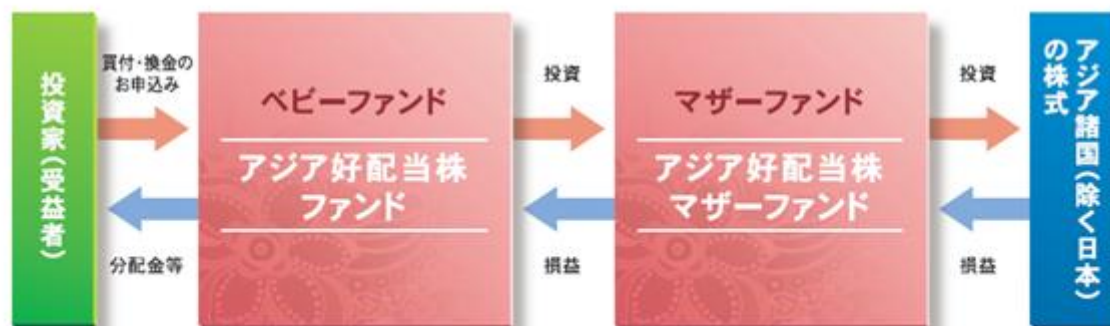 投資家(受益者)
買付・換金の
お申込み
分配金等
ベビーファンド
アジア好配当株
ファンド
投資
損益
マザーファンド
アジア好配当株
マザーファンド
投資
損益
アジア諸国(除く日本)
の株式